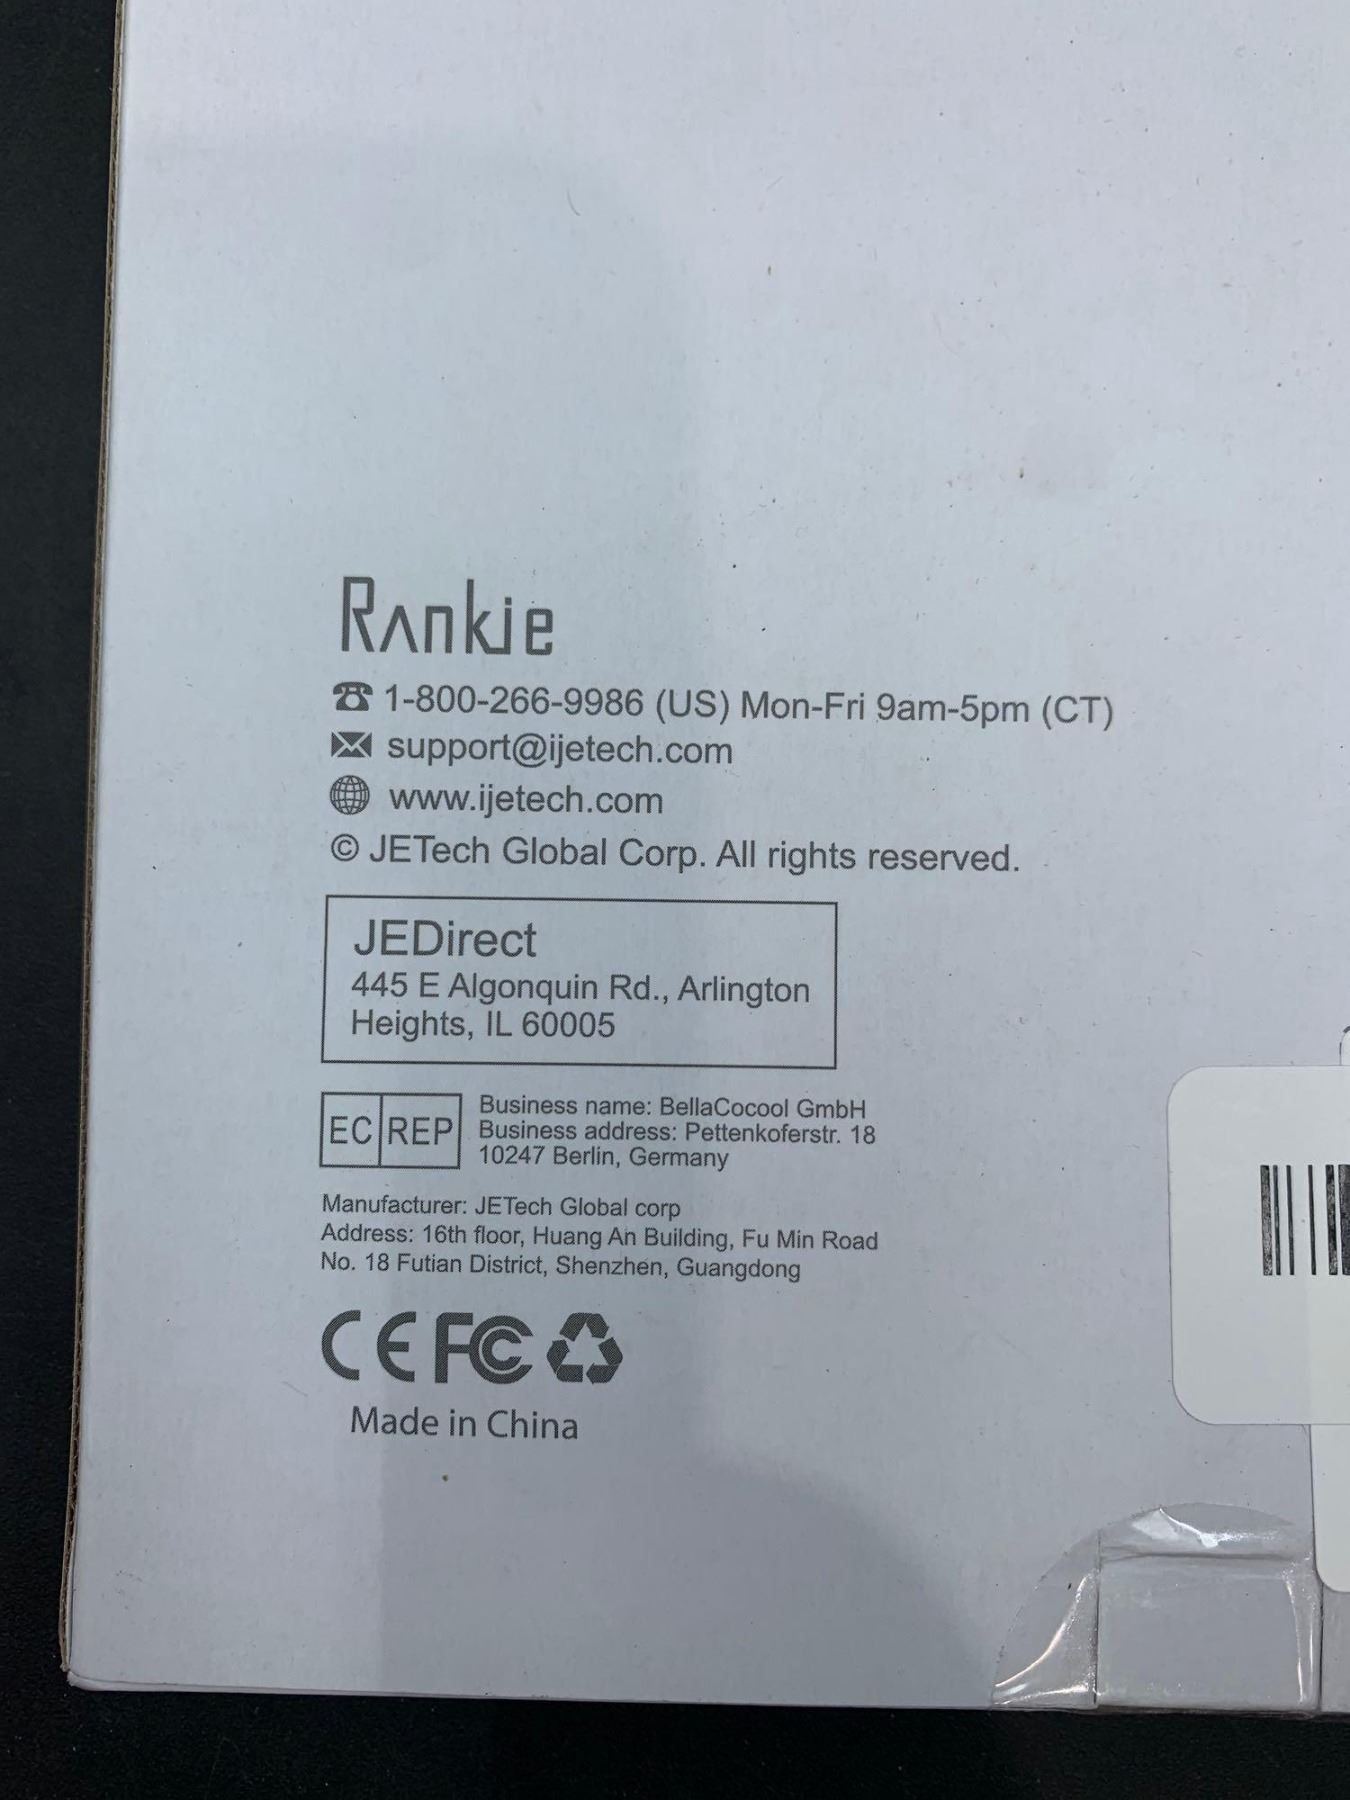 Rankie
1-800-266-9986 (US) Mon-Fri 9am-5pm (CT)
support@ijetech.com
www.ijetech.com
© JETech Global Corp. All rights reserved.
JEDirect
445 E Algonquin Rd., Arlington
Heights, IL 60005
EC REP
Business name: BellaCocool GmbH
Business address: Pettenkoferstr. 18
10247 Berlin, Germany
Manufacturer: JETech Global corp
Address: 16th floor, Huang An Building, Fu Min Road
No. 18 Futian District, Shenzhen, Guangdong
CE FC
Made in China